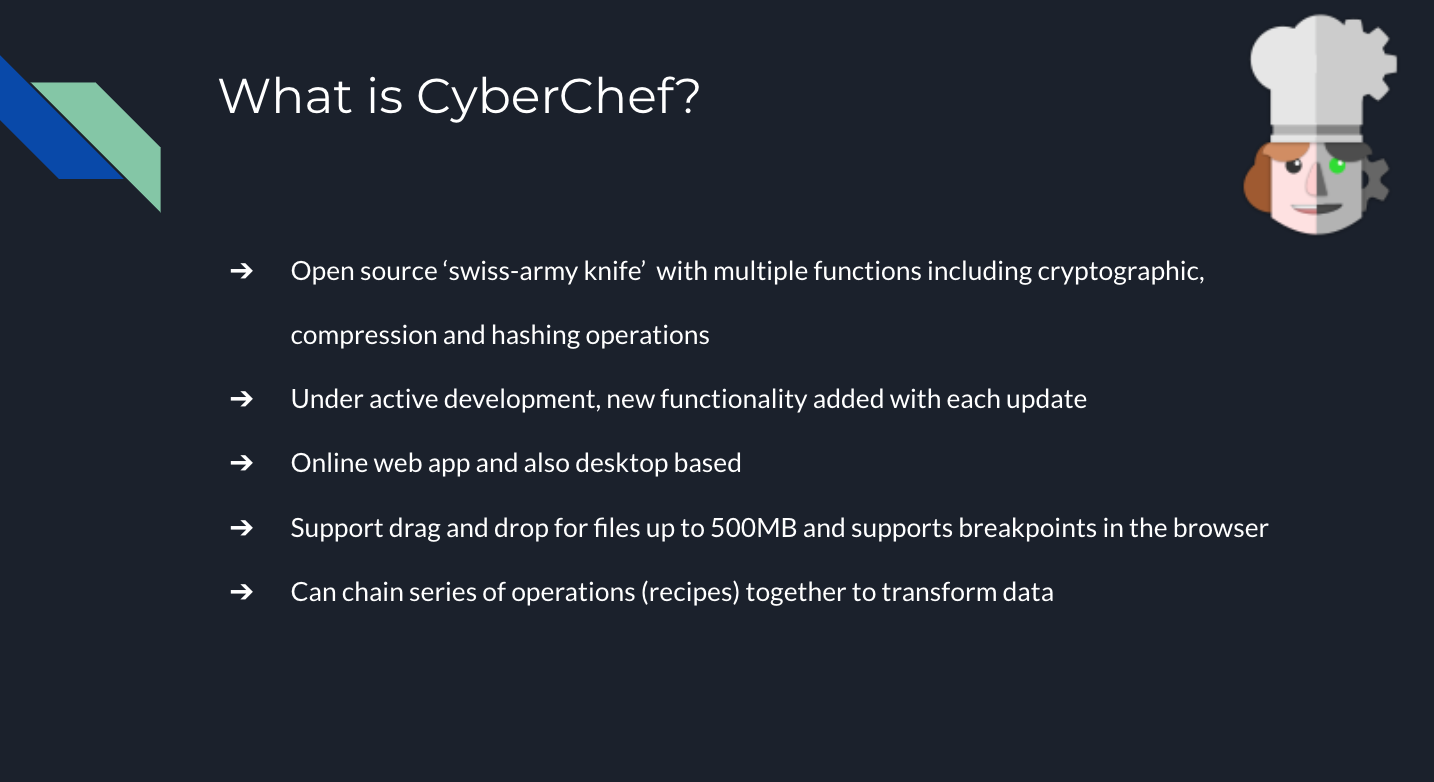 What is CyberChef?
➔ Open source ‘swiss-army knife’  with multiple functions including cryptographic,
compression and hashing operations
➔ Under active development, new functionality added with each update
➔ Online web app and also desktop based
➔ Support drag and drop for files up to 500MB and supports breakpoints in the browser
➔ Can chain series of operations (recipes) together to transform data